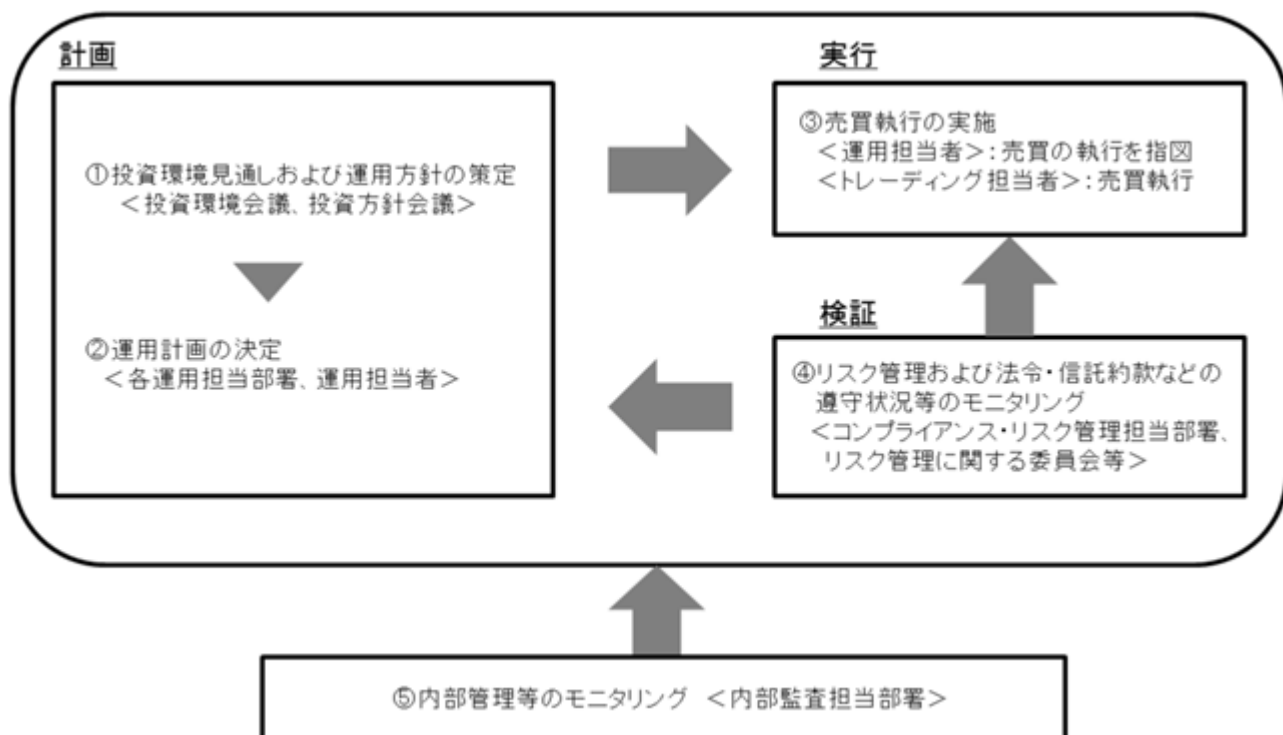 計画
①投資環境見通しおよび運用方針の策定
＜投資環境会議、投資方針会議＞
②運用計画の決定
＜各運用担当部署、運用担当者＞
実行
③売買執行の実施
＜運用担当者＞：売買の執行を指図
＜トレーディング担当者＞：売買執行
検証
④リスク管理および法令・信託約款などの
遵守状況等のモニタリング
＜コンプライアンス・リスク管理担当部署、
リスク管理に関する委員会等＞
⑤内部管理等のモニタリング ＜内部監査担当部署＞